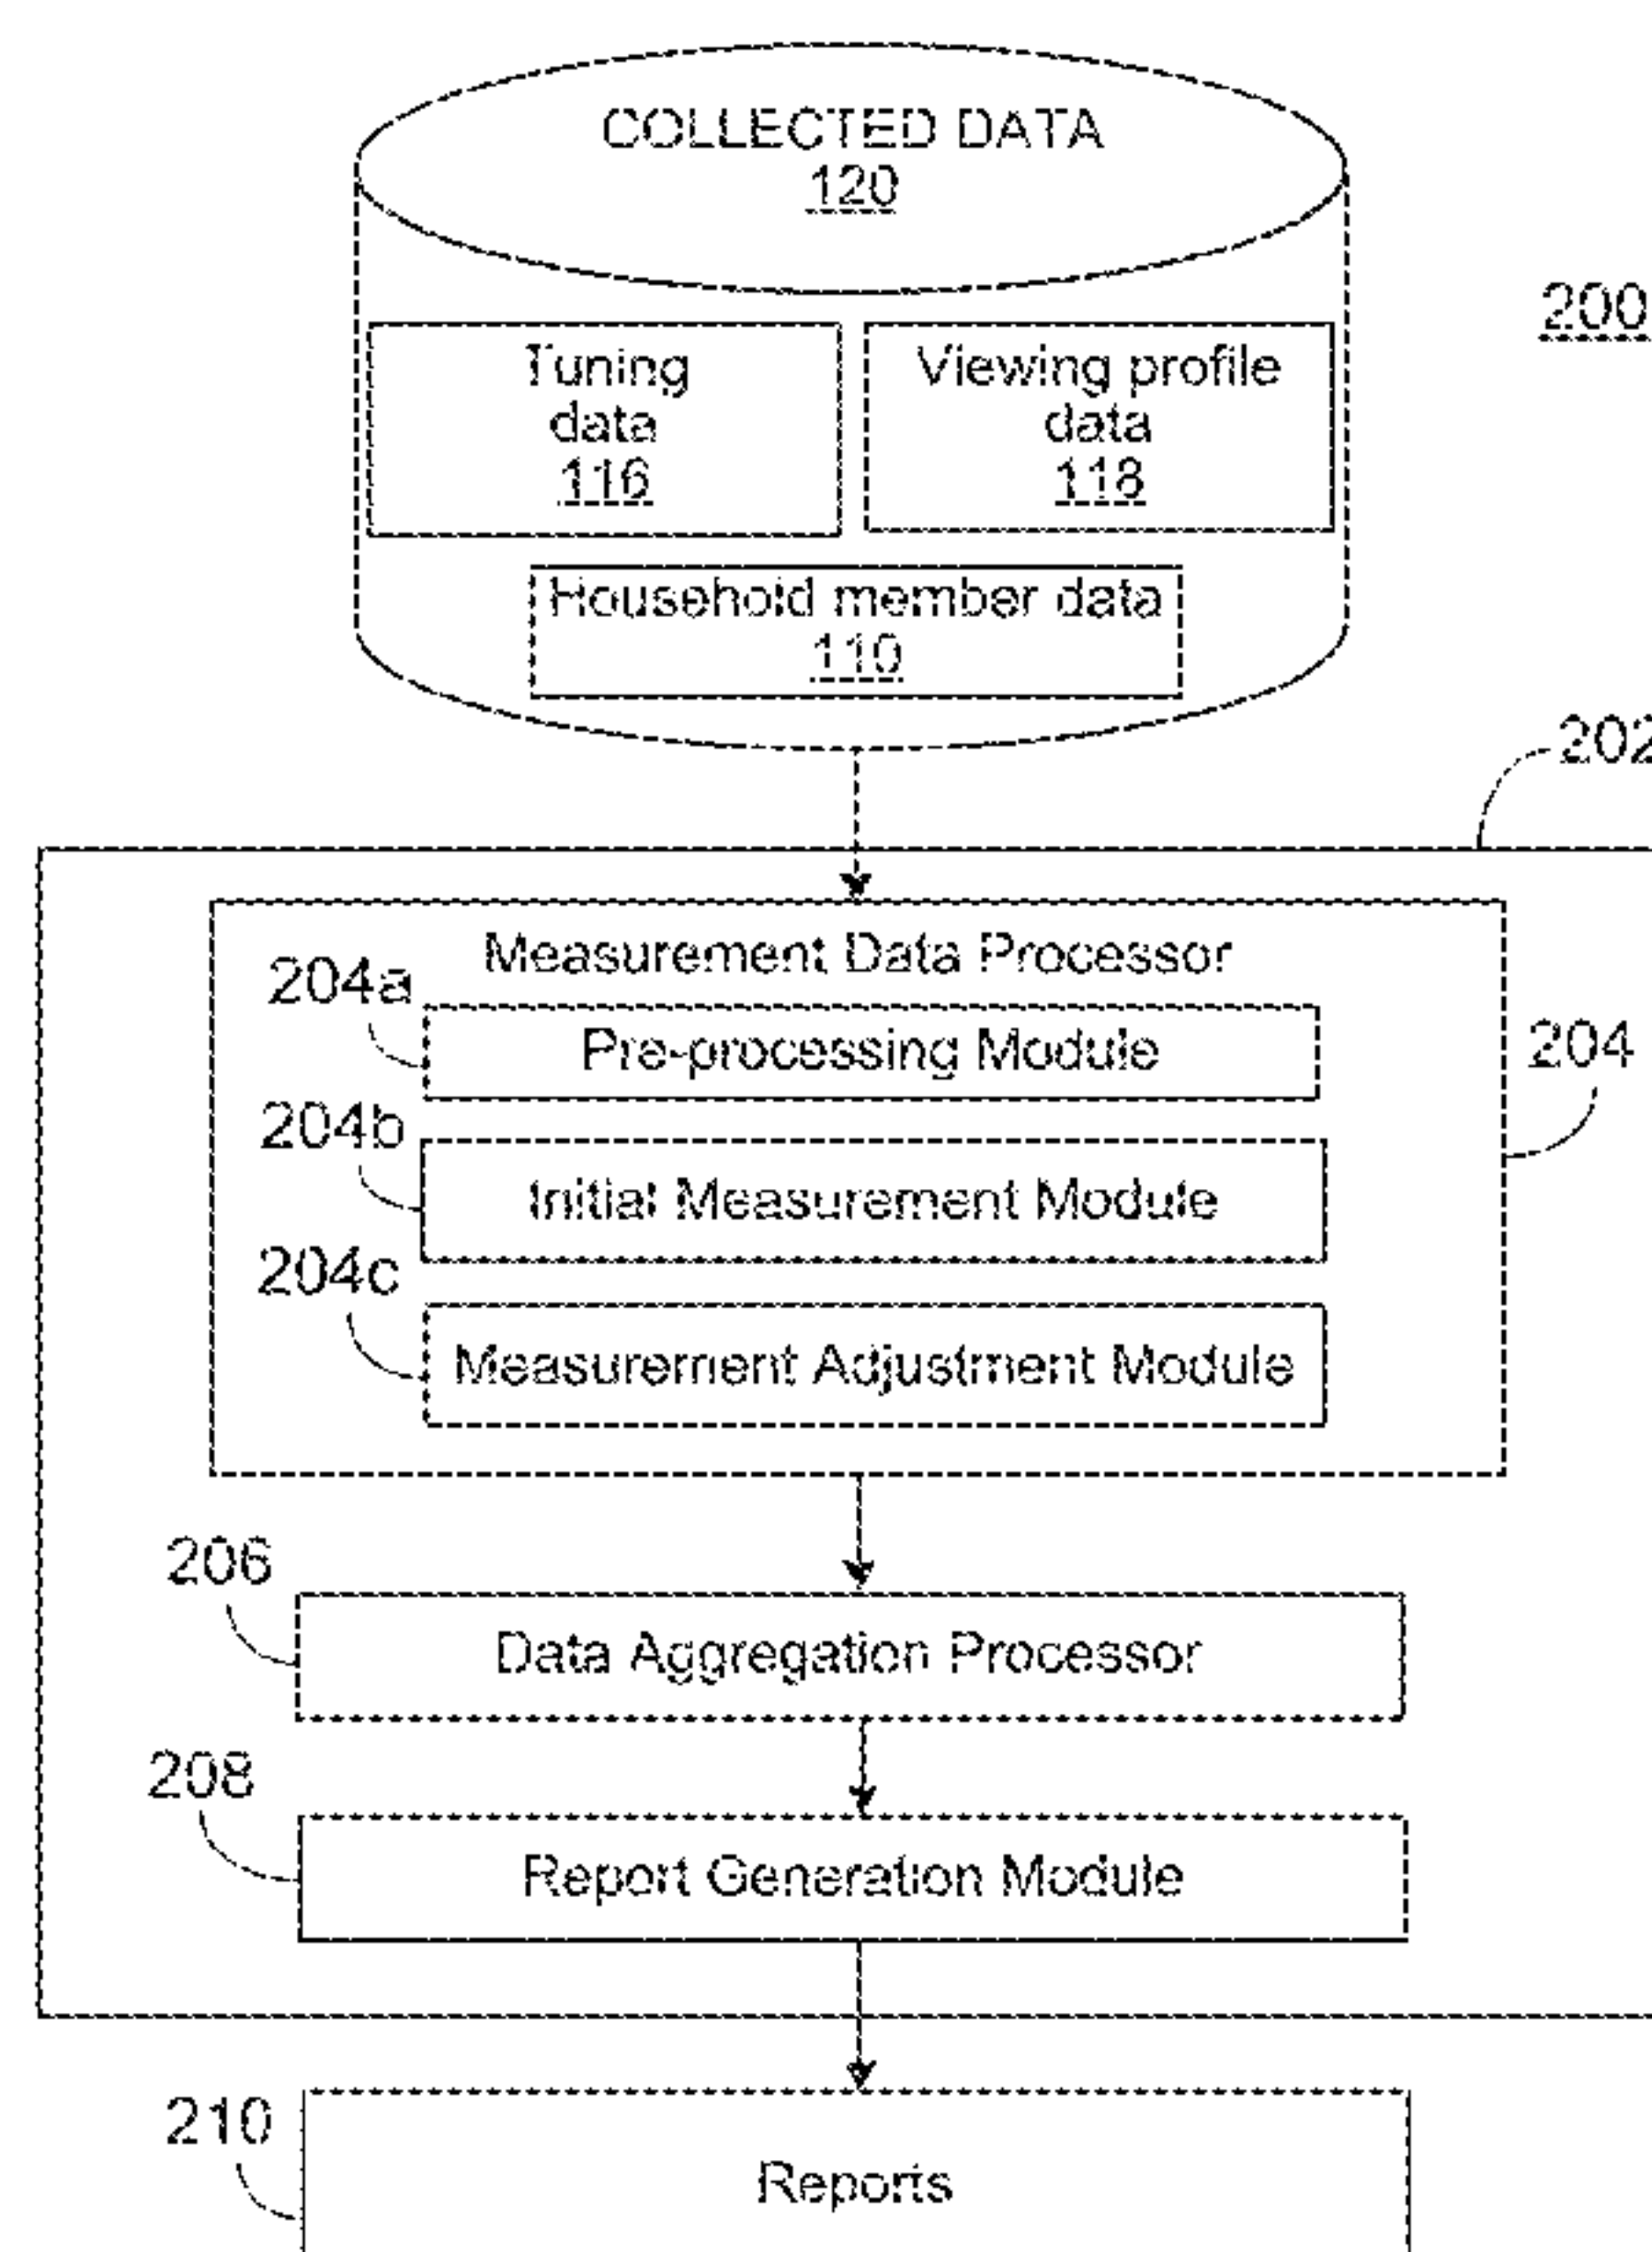 COLLECTED DATA
120
200
Tuning
data
116
Viewing profile
data
118
Household member data
110
202
Measurement Data Processor
204a
Pre-processing Module
204
204b
Initial Measurement Module
204c
Measurement Adjustment Module
206
Data Aggregation Processor
208
Report Generation Module
210
Reports